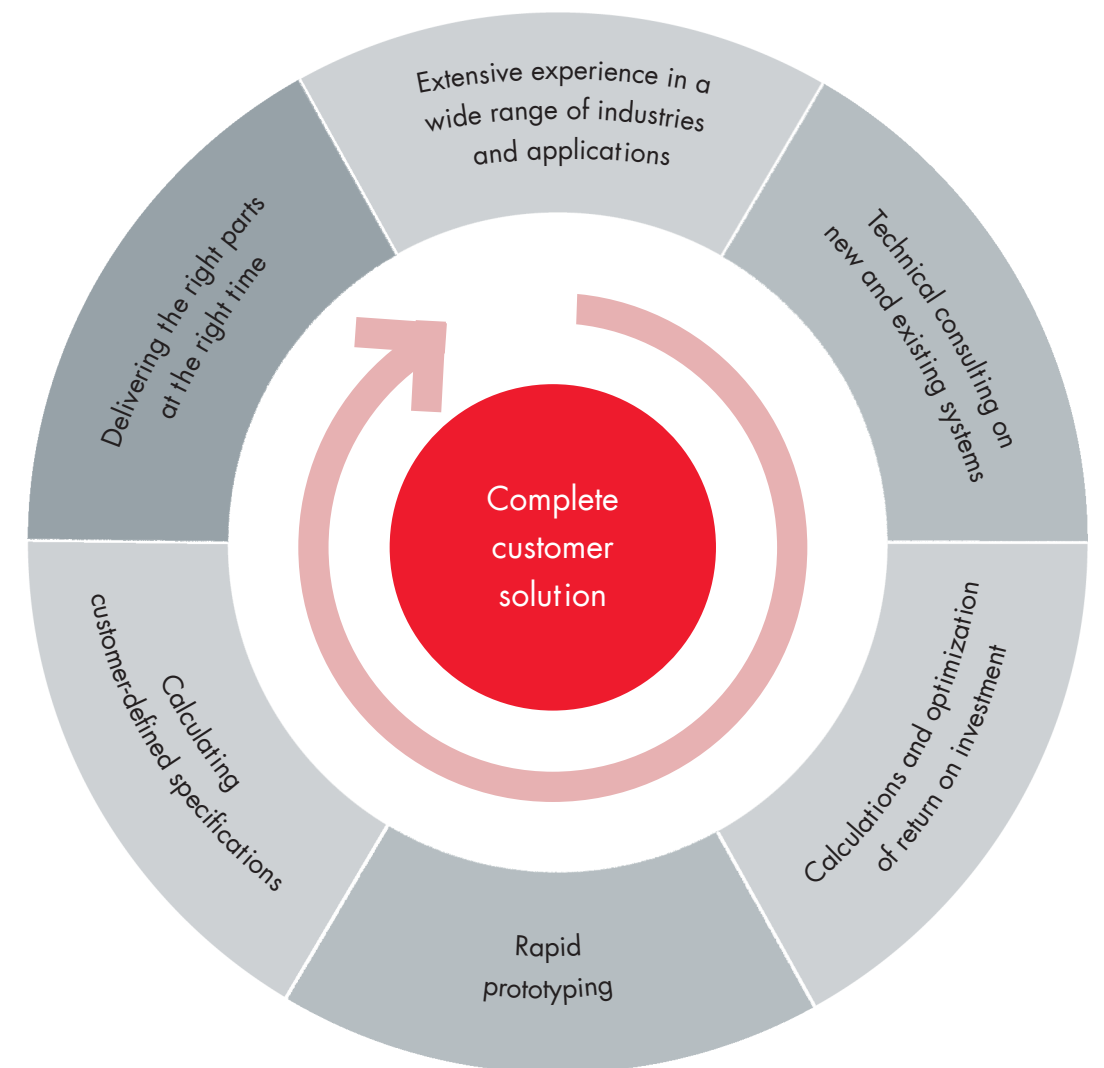 Extensive experience in a
wide range of industries
and applications
Technical consulting on
new and existing systems
Calculations and optimization
of return on investment
Rapid
prototyping
Calculating
customer-defined specifications
Delivering the right parts
at the right time
Complete
customer
solution